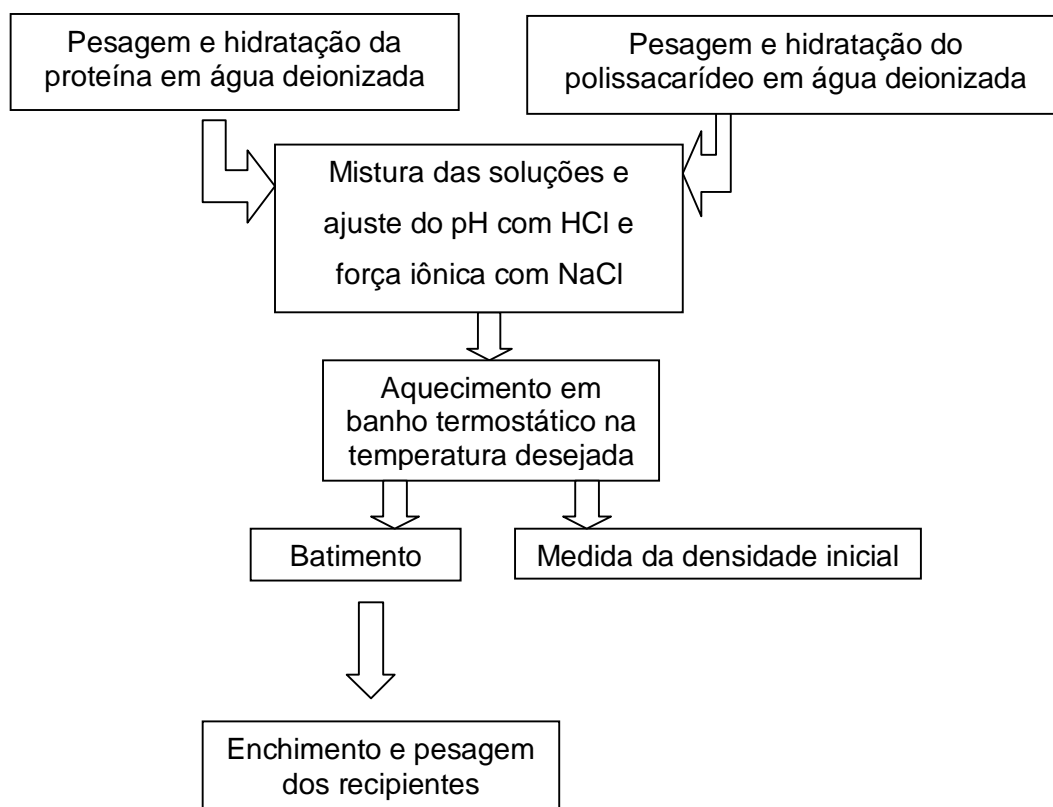 Pesagem e hidratação da
proteína em água deionizada
Pesagem e hidratação do
polissacarídeo em água deionizada
Mistura das soluções e
ajuste do pH com HCl e
força iônica com NaCl
Aquecimento em
banho termostático na
temperatura desejada
Batimento
Medida da densidade inicial
Enchimento e pesagem
dos recipientes